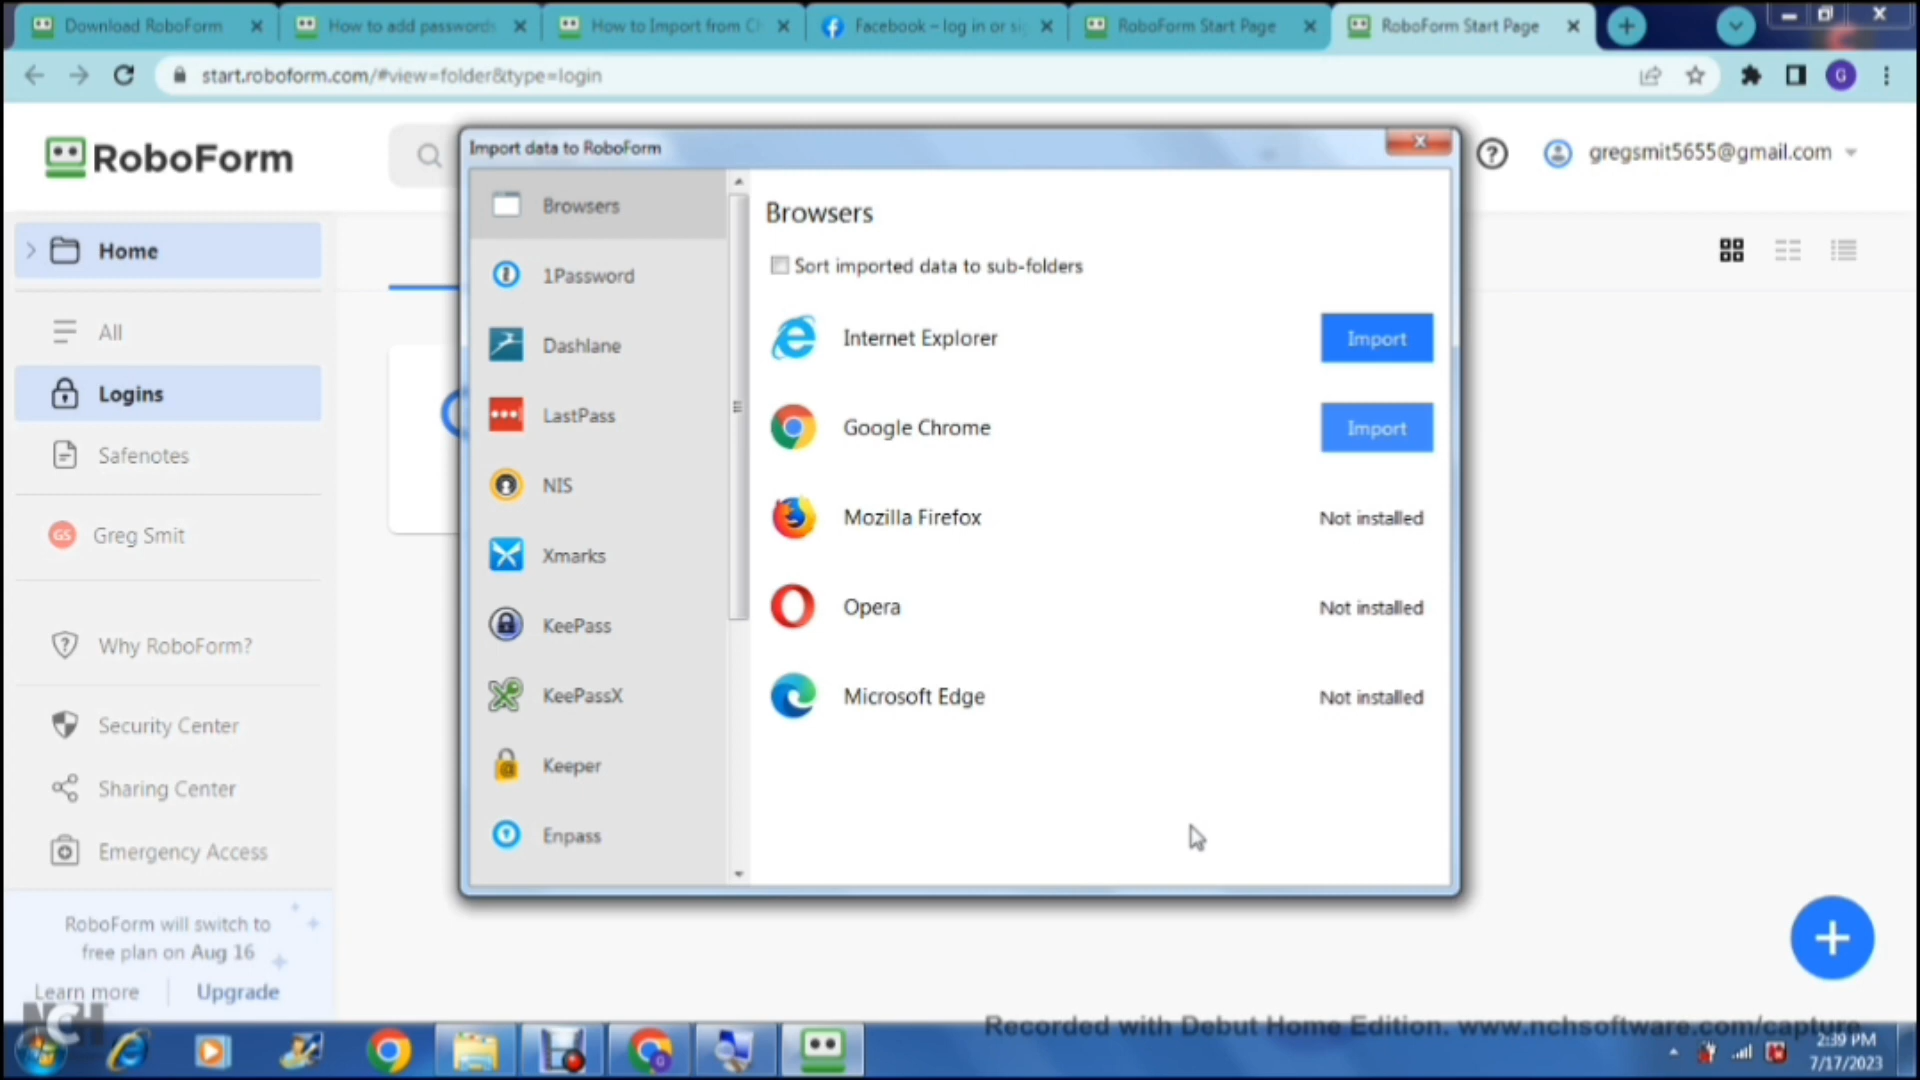 Download RoboForm
How to add passwords
How to Import from Ch
Facebook – log in or si
RoboForm Start Page
RoboForm Start Page
start.roboform.com/#view=folder&type=login
G
RoboForm
gregsmit5655@gmail.com
Home
All
Logins
Safenotes
GS Greg Smit
Why RoboForm?
Security Center
Sharing Center
Emergency Access
RoboForm will switch to
free plan on Aug 16
Learn more
Upgrade
Import data to RoboForm
Browsers
1Password
Dashlane
LastPass
NIS
Xmarks
KeePass
KeePassX
Keeper
Enpass
Browsers
Sort imported data to sub-folders
Internet Explorer Import
Google Chrome Import
Mozilla Firefox Not installed
Opera Not installed
Microsoft Edge Not installed
NCH
Recorded with Debut Home Edition. www.nchsoftware.com/capture
2:39 PM
7/17/2023